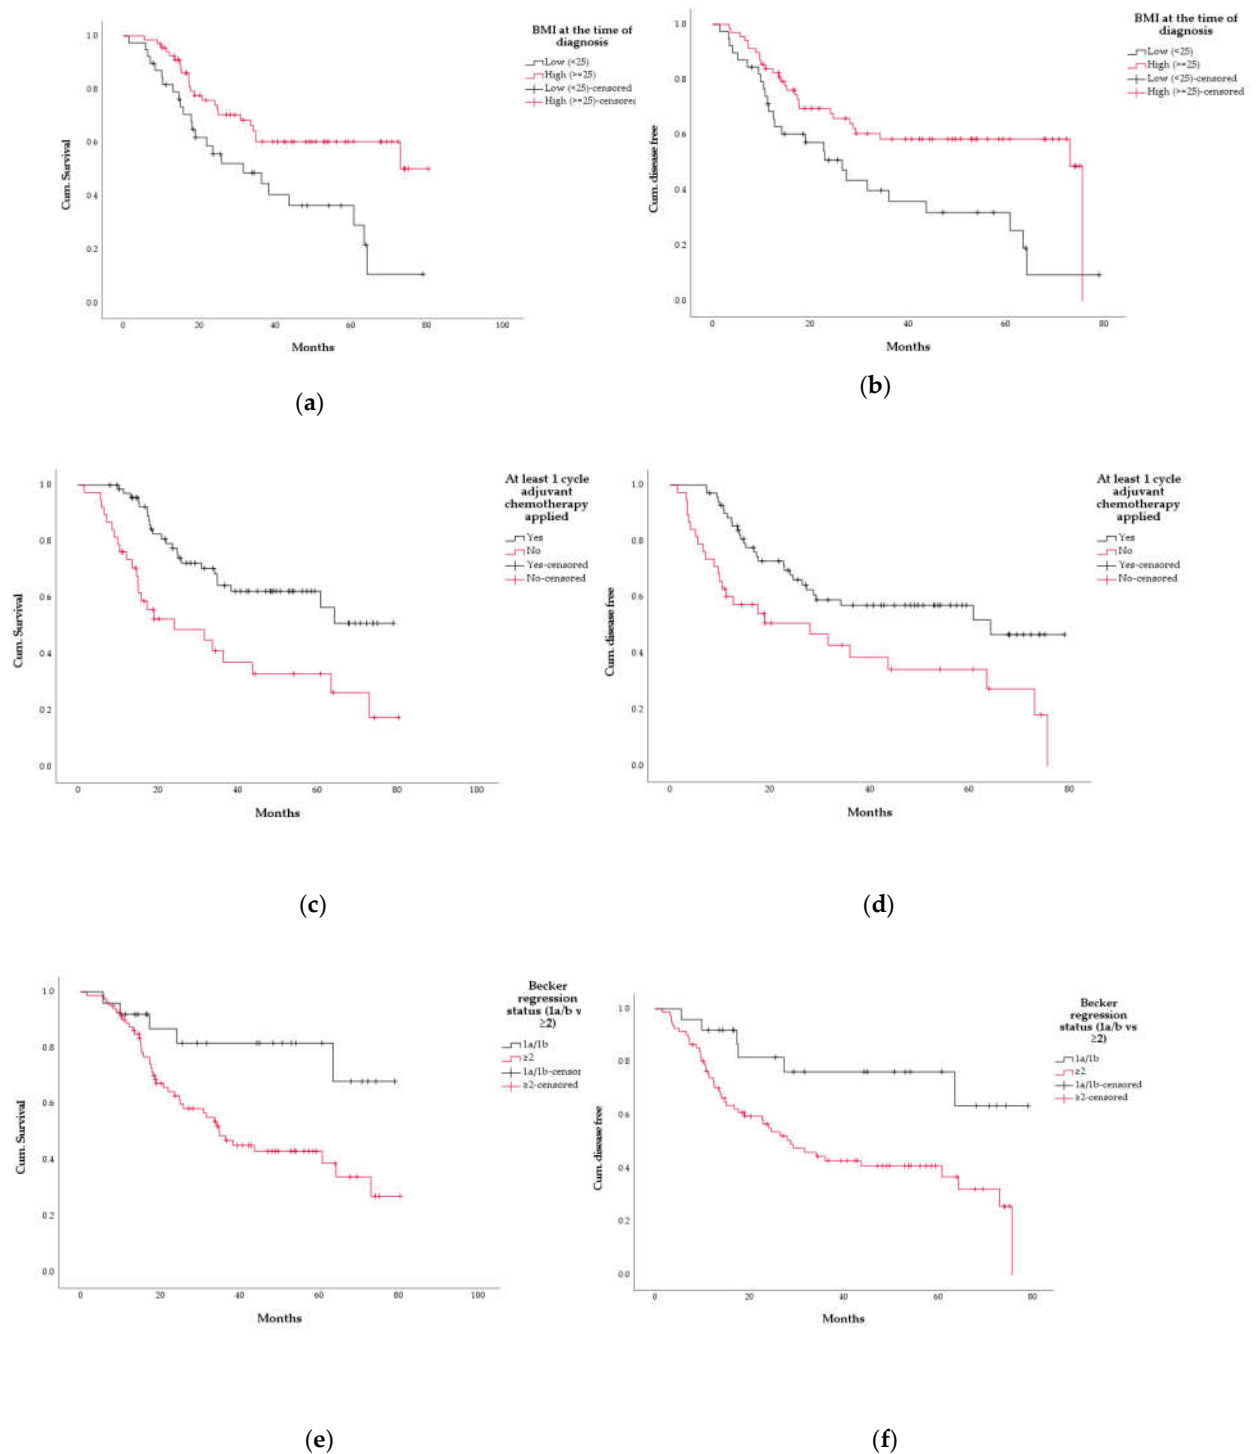 BMI at the time of
diagnosis
Low (<25)
High (>=25)
Low (<25)-censored
High (>=25)-censored
Cum. Survival
1.0
0.8
0.6
0.4
0.2
0.0
0 20 40 60 80 100
Months
(a)
BMI at the time of
diagnosis
Low (<25)
High (>=25)
Low (<25)-censored
High (>=25)-censored
Cum. disease free
1.0
0.8
0.6
0.4
0.2
0.0
0 20 40 60 80
Months
(b)
At least 1 cycle
adjuvant
chemotherapy
applied
Yes
No
Yes-censored
No-censored
Cum. Survival
1.0
0.8
0.6
0.4
0.2
0.0
0 20 40 60 80 100
Months
(c)
At least 1 cycle
adjuvant
chemotherapy
applied
Yes
No
Yes-censored
No-censored
Cum. disease free
1.0
0.8
0.6
0.4
0.2
0.0
0 20 40 60 80
Months
(d)
Becker
regression
status (1a/b v
≥2)
1a/1b
≥2
1a/1b-censor
≥2-censored
Cum. Survival
1.0
0.8
0.6
0.4
0.2
0.0
0 20 40 60 80 100
Months
(e)
Becker
regression
status (1a/b vs
≥2)
1a/1b
≥2
1a/1b-censored
≥2-censored
Cum. disease free
1.0
0.8
0.6
0.4
0.2
0.0
0 20 40 60 80
Months
(f)